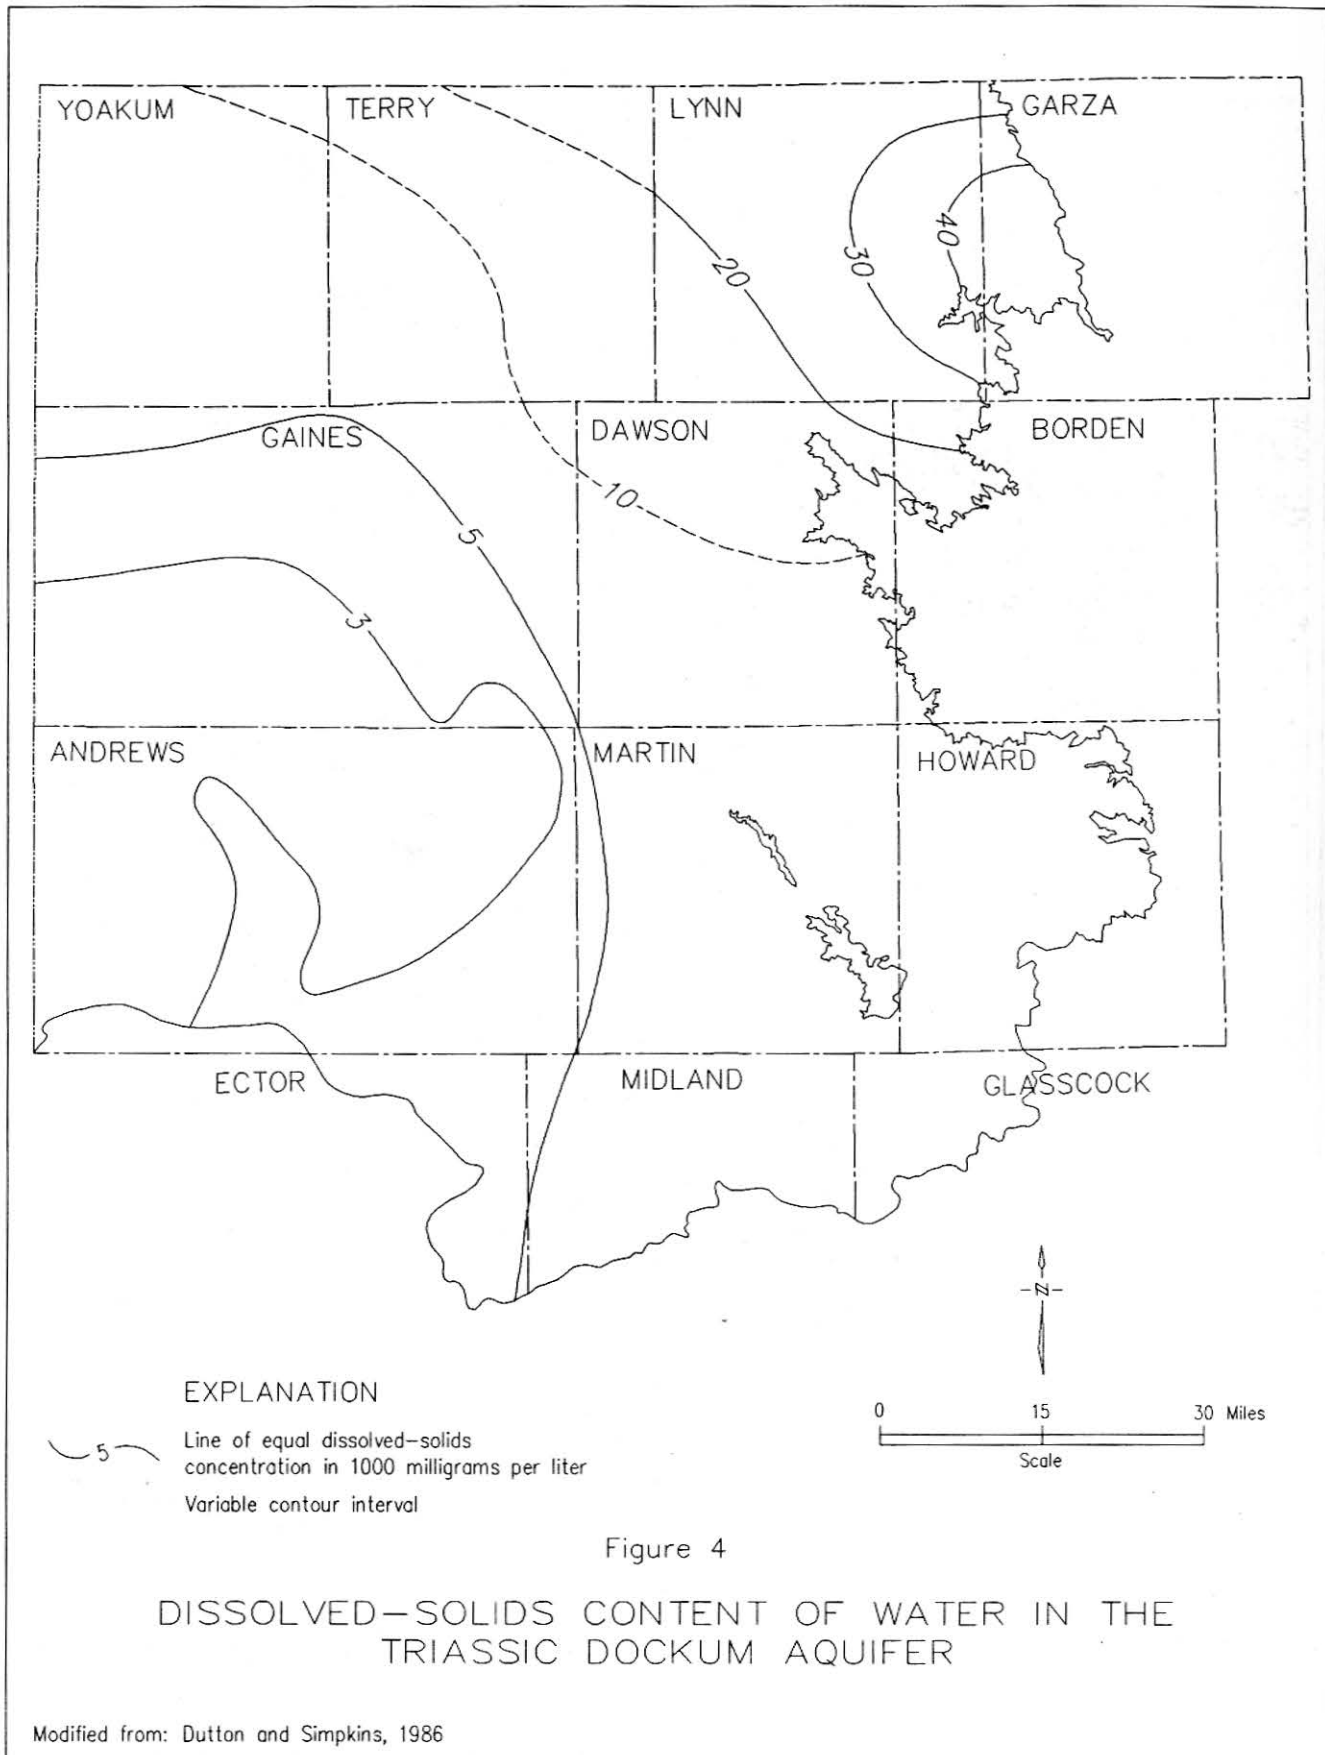 YOAKUM
TERRY
LYNN
GARZA
40
30
20
GAINES
DAWSON
BORDEN
10
5
3
ANDREWS
MARTIN
HOWARD
ECTOR
MIDLAND
GLASSCOCK
N
EXPLANATION
5
Line of equal dissolved-solids
concentration in 1000 milligrams per liter
Variable contour interval
0 15 30 Miles
Scale
Figure 4
DISSOLVED-SOLIDS CONTENT OF WATER IN THE
TRIASSIC DOCKUM AQUIFER
Modified from: Dutton and Simpkins, 1986